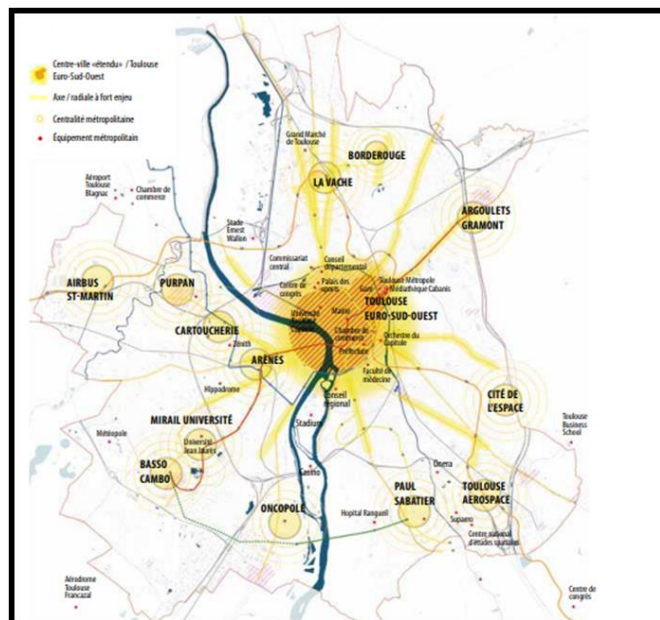 Centre-ville «étendu» / Toulouse
Euro-Sud-Ouest
Axe / radiale à fort enjeu
Centralité métropolitaine
Équipement métropolitain
Grand Marché
de Toulouse
BORDEROUGE
LA VACHE
Aéroport
Toulouse
Blagnac
Chambre de
commerce
ARGOULETS
GRAMONT
Stade
Ernest
Wallon
Commissariat
central
Conseil
départemental
AIRBUS
ST-MARTIN
PURPAN
Centre de
congrès
Palais des
sports
Gare
Toulouse Métropole
Médiathèque Cabanis
TOULOUSE
EURO-SUD-OUEST
Mairie
Université
CARTOUCHERIE
Zénith
Chambre de
commerce
Préfecture
Orchestre du
Capitole
ARÈNES
Faculté de
médecine
Hippodrome
Conseil
régional
CITÉ DE
L'ESPACE
MIRAIL UNIVERSITÉ
Stadium
Toulouse
Business
School
Météopole
Université
Jean Jaurès
BASSO
CAMBO
Casino
Onera
ONCOPOLE
PAUL
SABATIER
TOULOUSE
AEROSPACE
Hopital Rangueil
Supaero
Centre national
d'études spatiales
Aérodrome
Toulouse
Francazal
Centre de
congrès